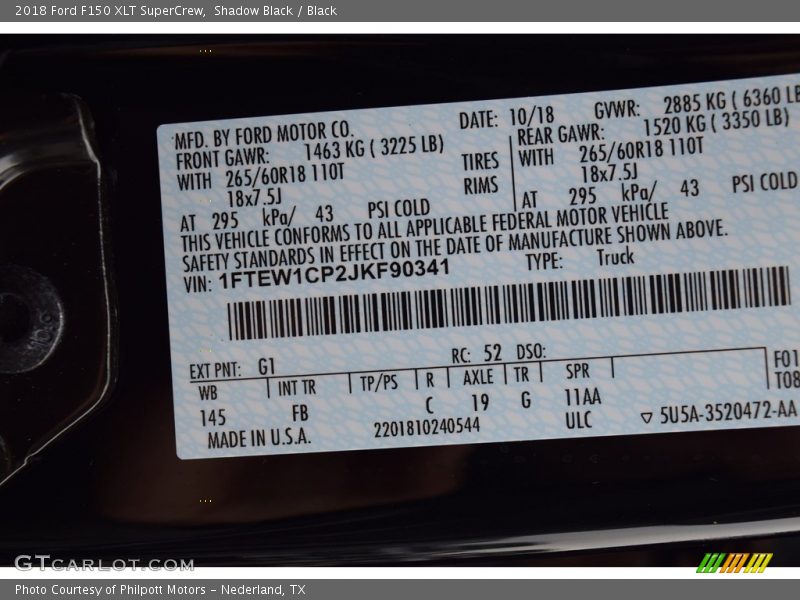 2018 Ford F150 XLT SuperCrew, Shadow Black / Black
MFD. BY FORD MOTOR CO. DATE: 10/18 GVWR: 2885 KG ( 6360 LB
FRONT GAWR: 1463 KG ( 3225 LB) REAR GAWR: 1520 KG ( 3350 LB)
WITH 265/60R18 110T TIRES WITH 265/60R18 110T
18x7.5J RIMS 18x7.5J
AT 295 kPa/ 43 PSI COLD AT 295 kPa/ 43 PSI COLD
THIS VEHICLE CONFORMS TO ALL APPLICABLE FEDERAL MOTOR VEHICLE
SAFETY STANDARDS IN EFFECT ON THE DATE OF MANUFACTURE SHOWN ABOVE.
VIN: 1FTEW1CP2JKF90341 TYPE: Truck
EXT PNT: G1 RC: 52 DSO:
WB INT TR TP/PS R AXLE TR SPR F01
145 FB C 19 G 11AA T08
MADE IN U.S.A. 2201810240544 ULC ▽ 5U5A-3520472-AA
GTCARLOT.COM
Photo Courtesy of Philpott Motors - Nederland, TX